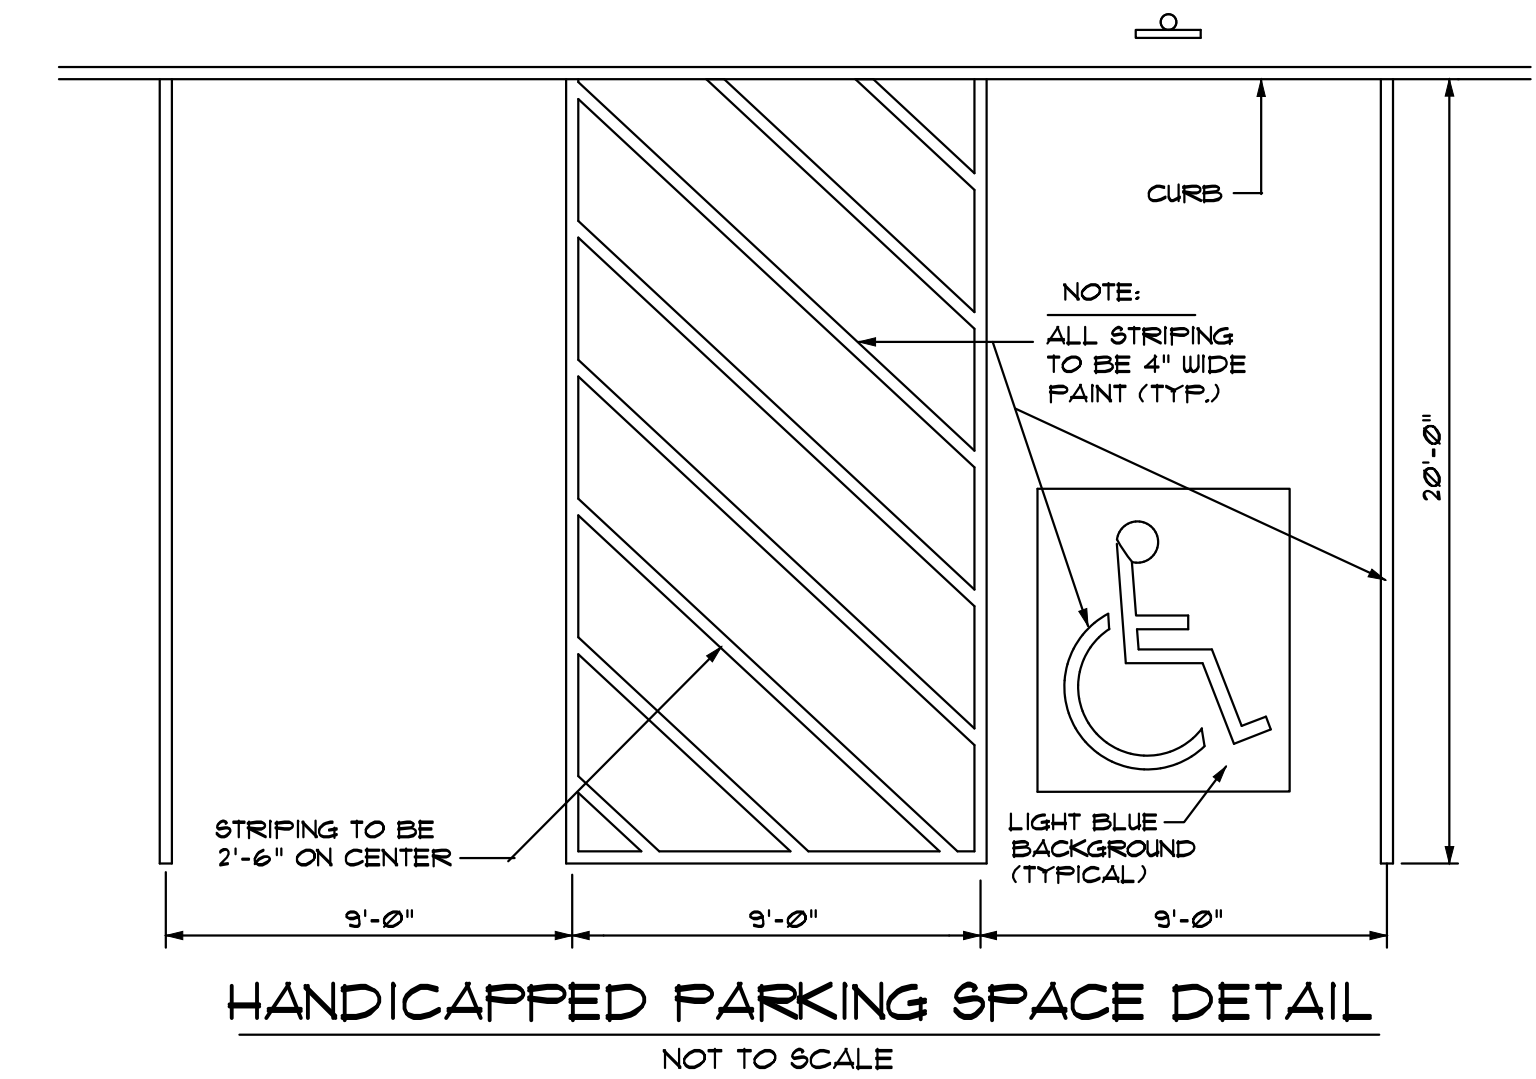 CURB
NOTE:
ALL STRIPING
TO BE 4" WIDE
PAINT (TYP.)
20'-0"
STRIPING TO BE
2'-6" ON CENTER
LIGHT BLUE
BACKGROUND
(TYPICAL)
9'-0"
9'-0"
9'-0"
HANDICAPPED PARKING SPACE DETAIL
NOT TO SCALE